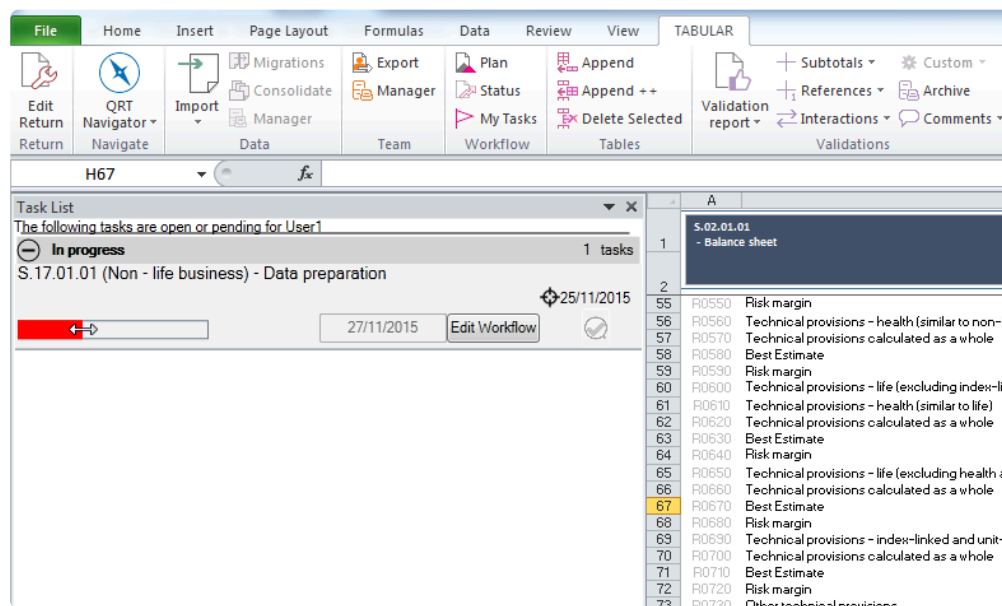 File Home Insert Page Layout Formulas Data Review View TABULAR
Migrations Export Plan Append Subtotals Custom
Consolidate Manager Status Append ++ References Archive
Edit Return QRT Navigator Import Manager My Tasks Delete Selected Validation report Interactions Comments
Return Navigate Data Team Workflow Tables Validations
H67 fx
Task List
The following tasks are open or pending for User1
In progress 1 tasks
S.17.01.01 (Non - life business) - Data preparation
25/11/2015
27/11/2015 Edit Workflow
A
1 S.02.01.01
- Balance sheet
2
55 R0550 Risk margin
56 R0560 Technical provisions - health (similar to non-
57 R0570 Technical provisions calculated as a whole
58 R0580 Best Estimate
59 R0590 Risk margin
60 R0600 Technical provisions - life (excluding index-li
61 R0610 Technical provisions - health (similar to life)
62 R0620 Technical provisions calculated as a whole
63 R0630 Best Estimate
64 R0640 Risk margin
65 R0650 Technical provisions - life (excluding health a
66 R0660 Technical provisions calculated as a whole
67 R0670 Best Estimate
68 R0680 Risk margin
69 R0690 Technical provisions - index-linked and unit-
70 R0700 Technical provisions calculated as a whole
71 R0710 Best Estimate
72 R0720 Risk margin
73 R0730 Other technical provisions